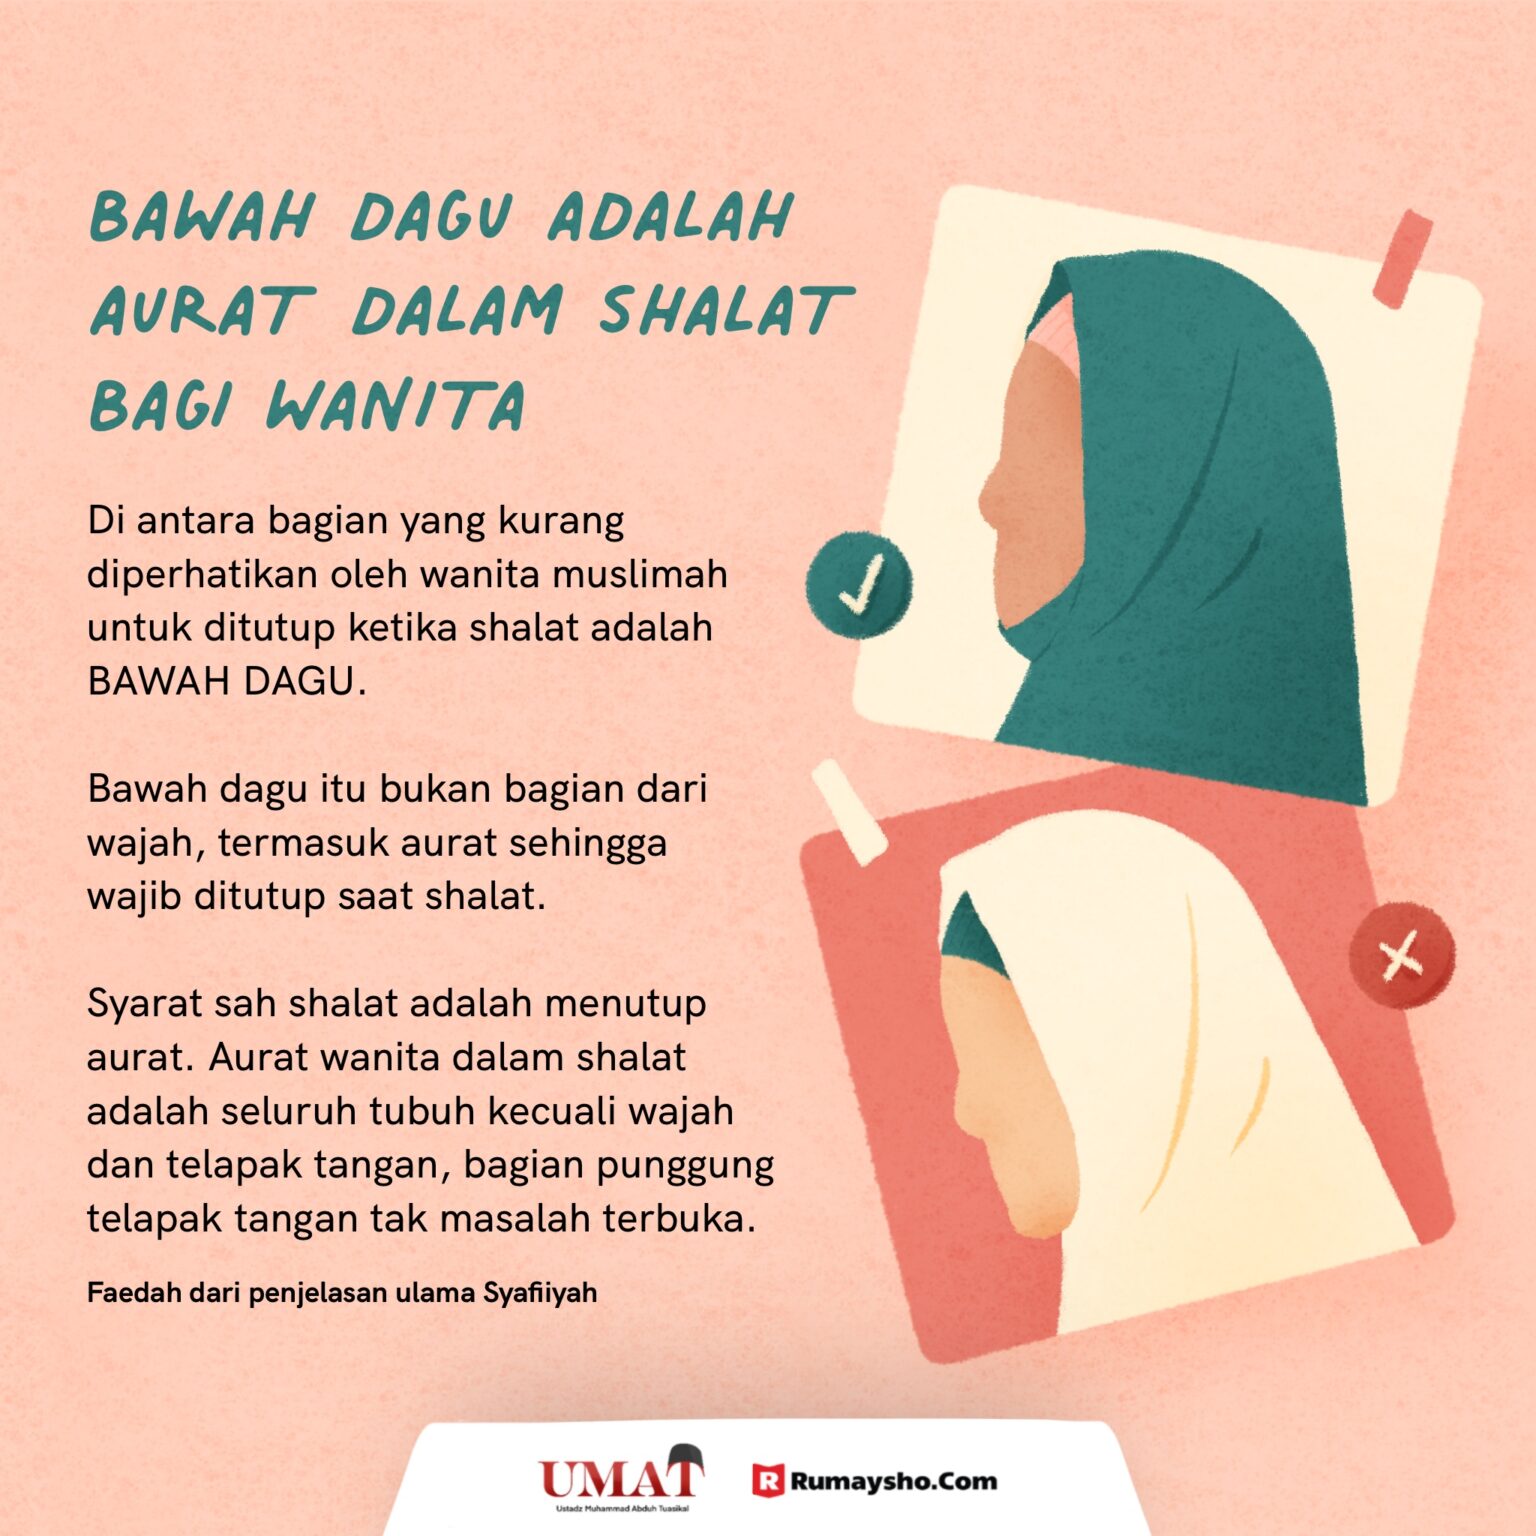 BAWAH DAGU ADALAH
AURAT DALAM SHALAT
BAGI WANITA
Di antara bagian yang kurang
diperhatikan oleh wanita muslimah
untuk ditutup ketika shalat adalah
BAWAH DAGU.
Bawah dagu itu bukan bagian dari
wajah, termasuk aurat sehingga
wajib ditutup saat shalat.
Syarat sah shalat adalah menutup
aurat. Aurat wanita dalam shalat
adalah seluruh tubuh kecuali wajah
dan telapak tangan, bagian punggung
telapak tangan tak masalah terbuka.
Faedah dari penjelasan ulama Syafiiyah
UMAT
Ustadz Muhammad Abduh Tuasikal
R Rumaysho.Com